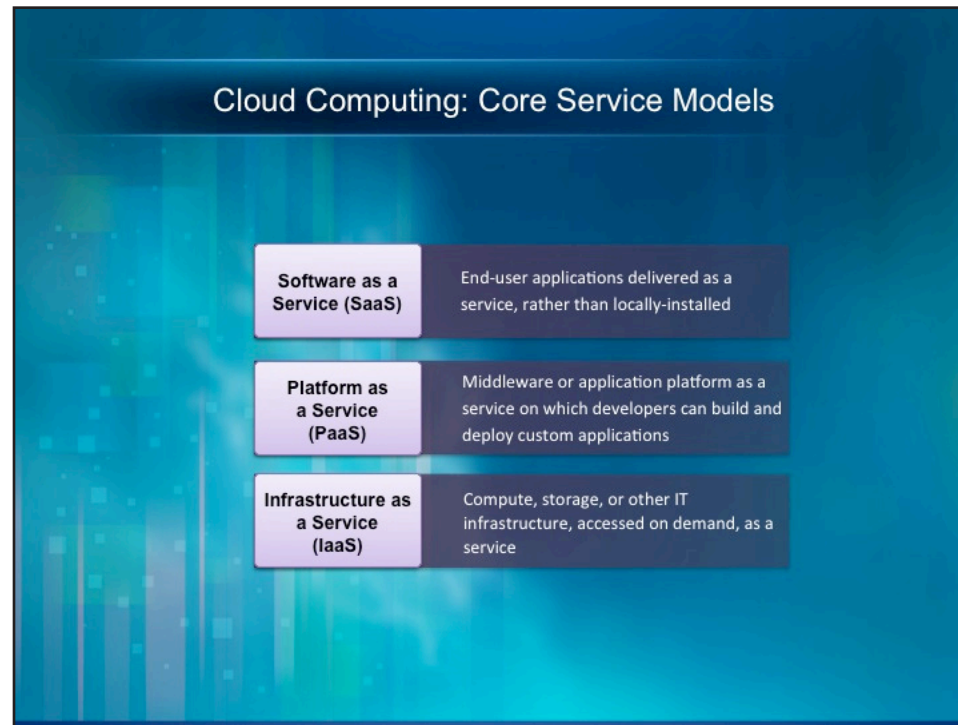 Cloud Computing: Core Service Models
Software as a
Service (SaaS)
End-user applications delivered as a
service, rather than locally-installed
Platform as
a Service
(PaaS)
Middleware or application platform as a
service on which developers can build and
deploy custom applications
Infrastructure as
a Service
(IaaS)
Compute, storage, or other IT
infrastructure, accessed on demand, as a
service